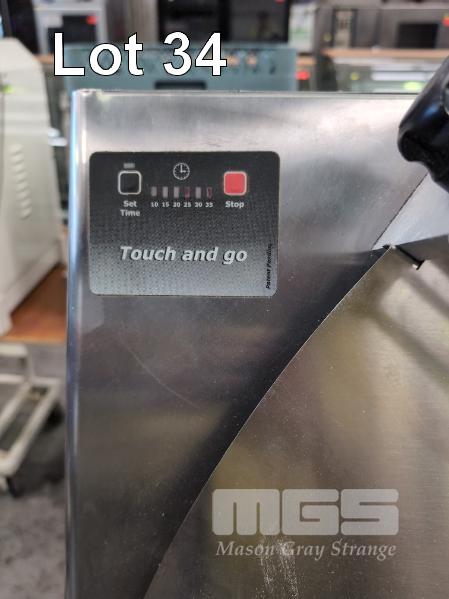 Lot 34
Set
Time
10 15 20 25 30 35
Stop
Touch and go
Patent Pending
MGS
Mason Gray Strange